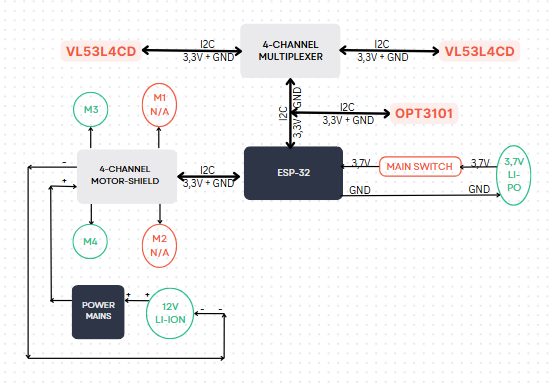 VL53L4CD
I2C
3,3V + GND
4-CHANNEL
MULTIPLEXER
I2C
3,3V + GND
VL53L4CD
I2C
3,3V + GND
I2C
3,3V + GND
OPT3101
M3
M1
N/A
4-CHANNEL
MOTOR-SHIELD
-
+
I2C
3,3V + GND
ESP-32
3,7V
MAIN SWITCH
3,7V
GND
GND
3,7V
LI-
PO
M4
M2
N/A
POWER
MAINS
+ +
12V
LI-ION
- -